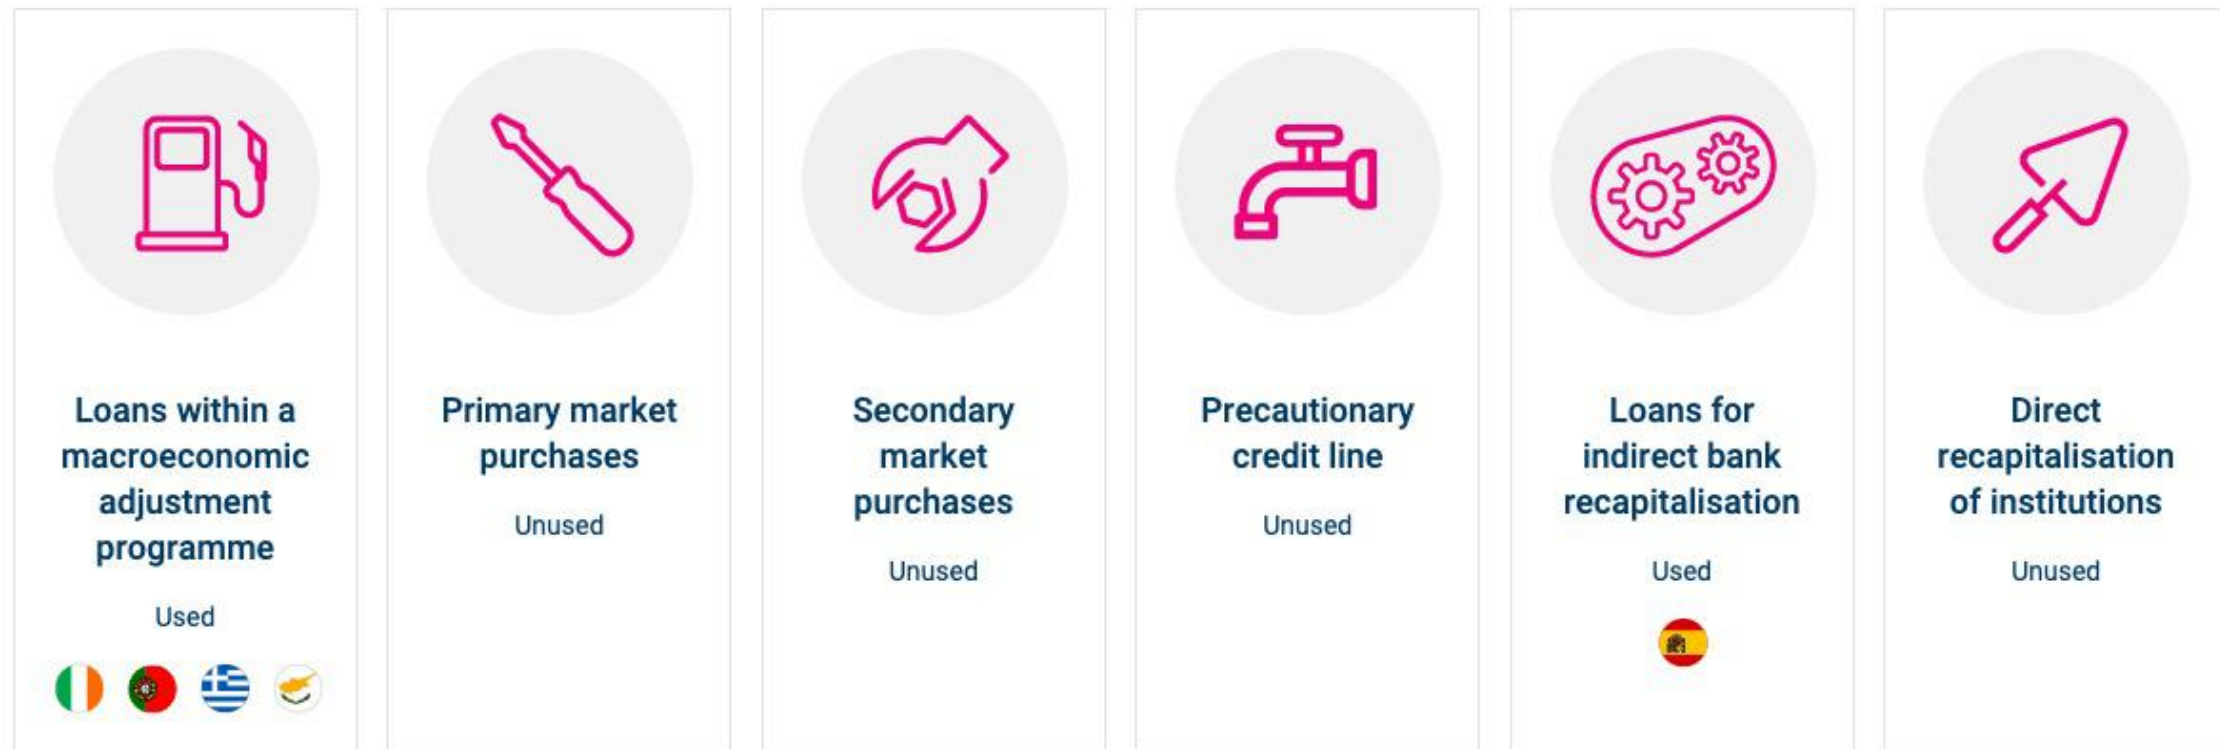 Loans within a
macroeconomic
adjustment
programme
Used
Primary market
purchases
Unused
Secondary
market
purchases
Unused
Precautionary
credit line
Unused
Loans for
indirect bank
recapitalisation
Used
Direct
recapitalisation
of institutions
Unused